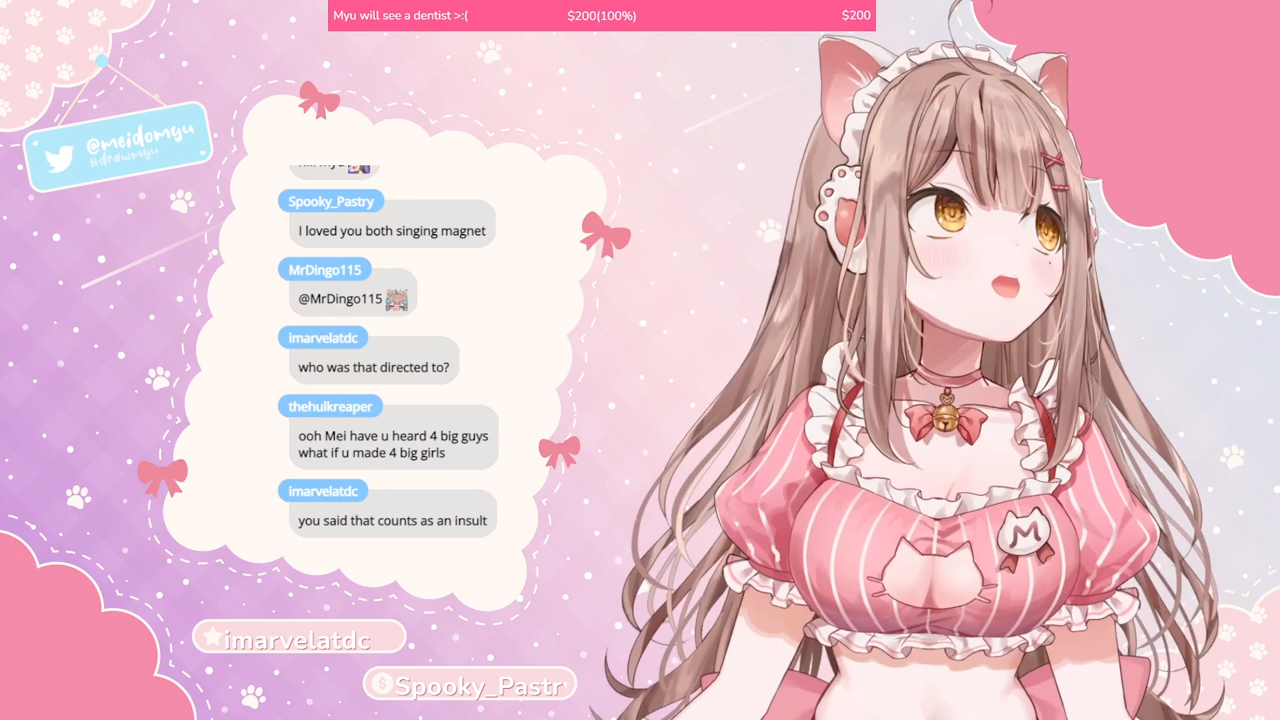 Myu will see a dentist >:( $200(100%) $200
@meidomyu
#drawmyu
Spooky_Pastry
I loved you both singing magnet
MrDingo115
@MrDingo115
imarvelatdc
who was that directed to?
thehulkreaper
ooh Mei have u heard 4 big guys
what if u made 4 big girls
imarvelatdc
you said that counts as an insult
M
imarvelatdc
$ Spooky_Pastr